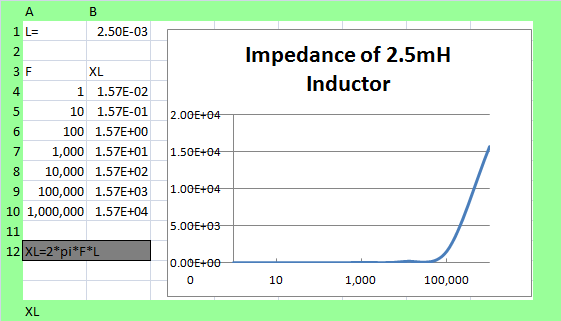 A B
1 L= 2.50E-03
2
3 F XL
4 1 1.57E-02
5 10 1.57E-01
6 100 1.57E+00
7 1,000 1.57E+01
8 10,000 1.57E+02
9 100,000 1.57E+03
10 1,000,000 1.57E+04
11
12 XL=2*pi*F*L
XL
Impedance of 2.5mH
Inductor
2.00E+04
1.50E+04
1.00E+04
5.00E+03
0.00E+00
0 10 1,000 100,000